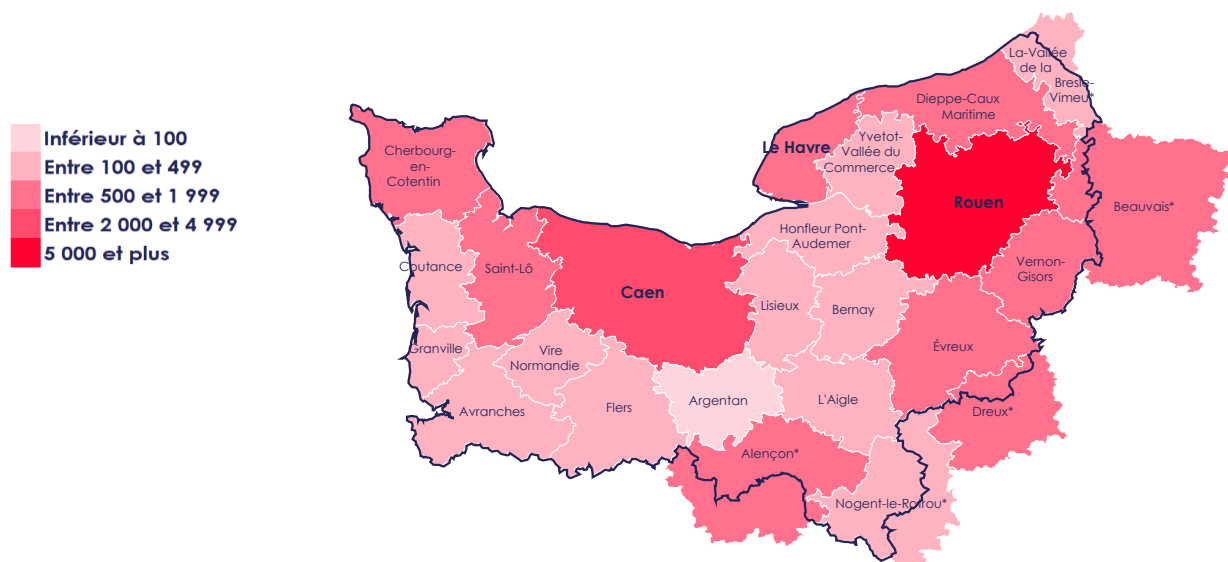 Inférieur à 100
Entre 100 et 499
Entre 500 et 1 999
Entre 2 000 et 4 999
5 000 et plus
La-Vallée
de la
Bresle-
Vimeu*
Dieppe-Caux
Maritime
Cherbourg-
en-
Cotentin
Le Havre
Yvetot-
Vallée du
Commerce
Rouen
Beauvais*
Honfleur Pont-
Audemer
Coutance
Saint-Lô
Vernon-
Gisors
Caen
Lisieux
Bernay
Granville
Vire
Normandie
Évreux
Avranches
Flers
Argentan
L'Aigle
Dreux*
Alençon*
Nogent-le-Rotrou*